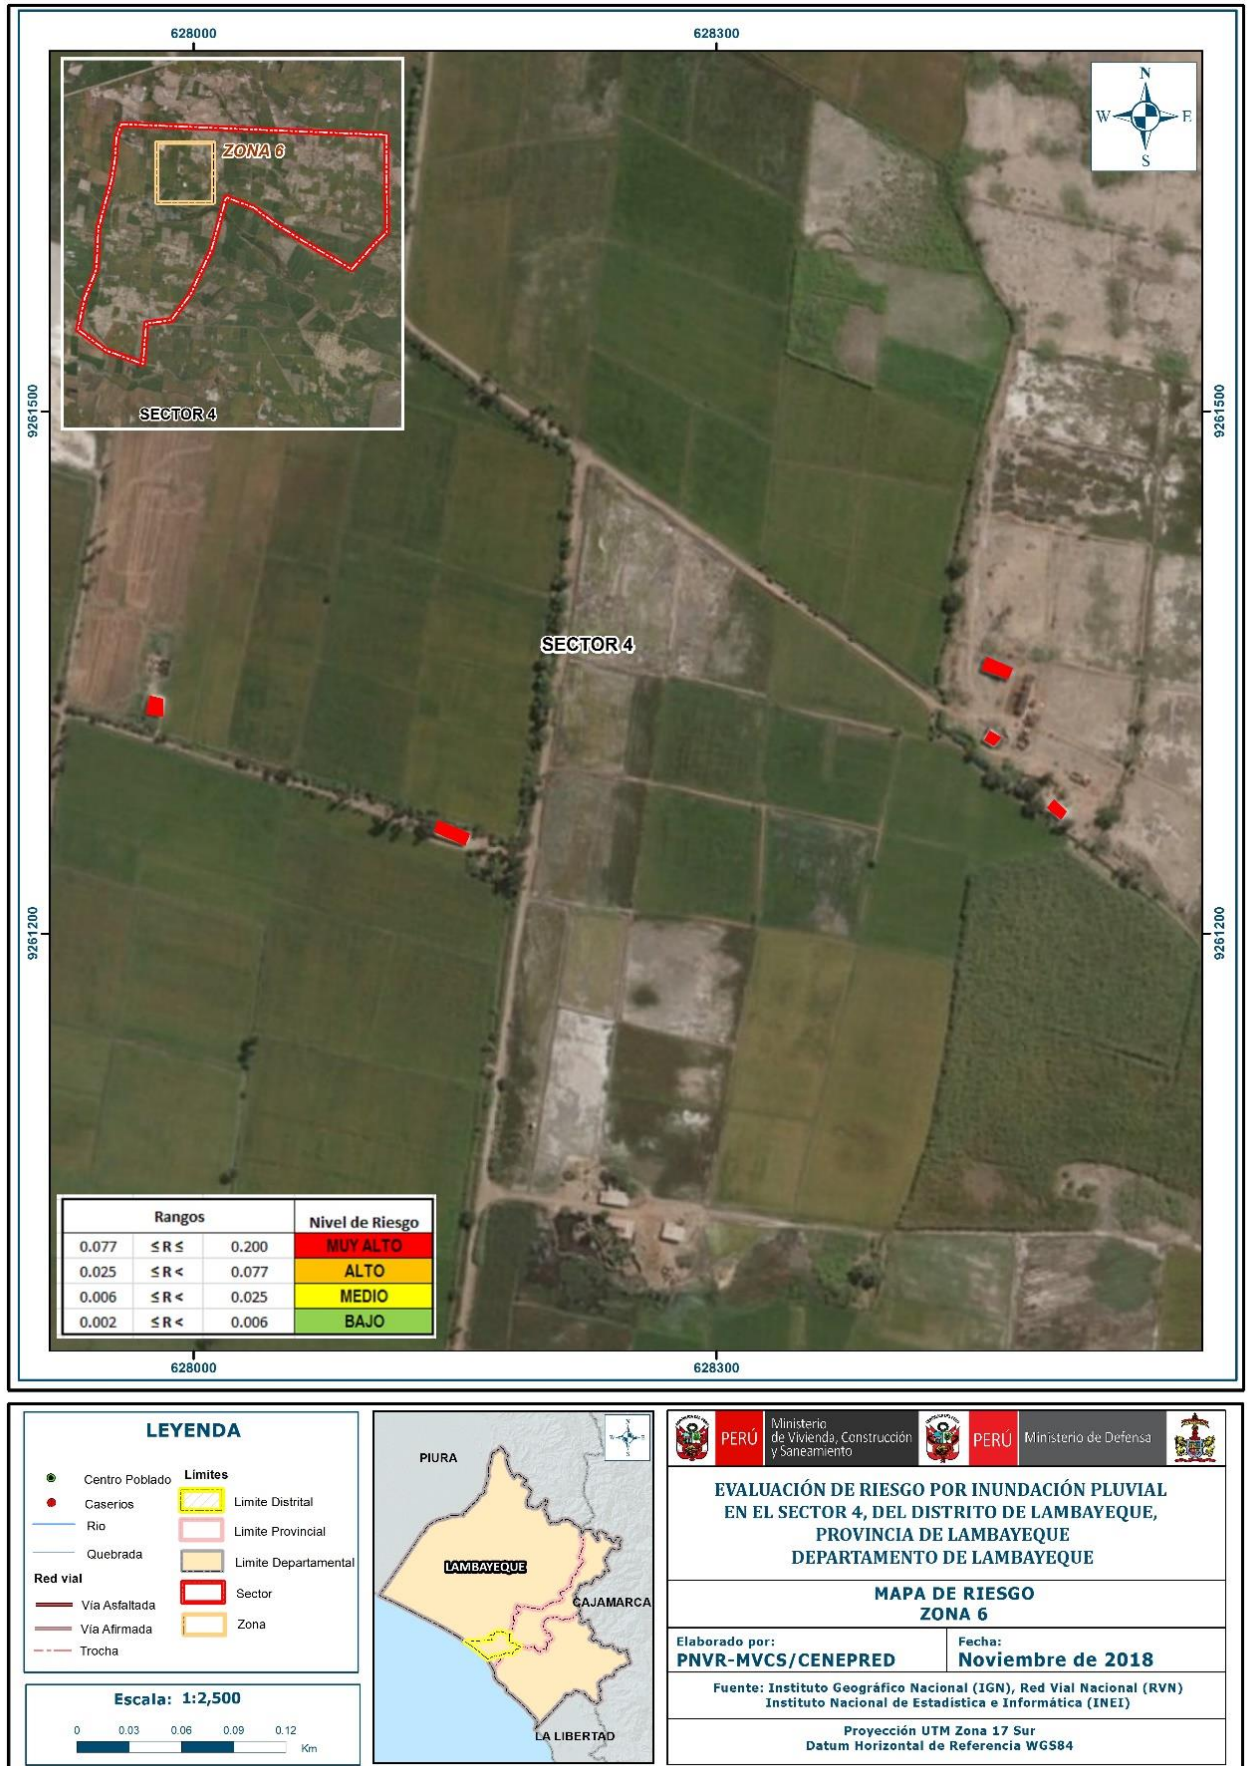 628000
628300
ZONA 6
SECTOR 4
N
W
E
S
9261500
9261500
SECTOR 4
9261200
9261200
Rangos
Nivel de Riesgo
0.077 ≤ R ≤ 0.200 MUY ALTO
0.025 ≤ R < 0.077 ALTO
0.006 ≤ R < 0.025 MEDIO
0.002 ≤ R < 0.006 BAJO
628000
628300
LEYENDA
Centro Poblado
Caserios
Rio
Quebrada
Red vial
Vía Asfaltada
Vía Afirmada
Trocha
Límites
Limite Distrital
Limite Provincial
Limite Departamental
Sector
Zona
Escala: 1:2,500
0 0.03 0.06 0.09 0.12
Km
PIURA
LAMBAYEQUE
CAJAMARCA
LA LIBERTAD
PERÚ
Ministerio
de Vivienda, Construcción
y Saneamiento
PERÚ
Ministerio de Defensa
EVALUACIÓN DE RIESGO POR INUNDACIÓN PLUVIAL
EN EL SECTOR 4, DEL DISTRITO DE LAMBAYEQUE,
PROVINCIA DE LAMBAYEQUE
DEPARTAMENTO DE LAMBAYEQUE
MAPA DE RIESGO
ZONA 6
Elaborado por:
PNVR-MVCS/CENEPRED
Fecha:
Noviembre de 2018
Fuente: Instituto Geográfico Nacional (IGN), Red Vial Nacional (RVN)
Instituto Nacional de Estadística e Informática (INEI)
Proyección UTM Zona 17 Sur
Datum Horizontal de Referencia WGS84